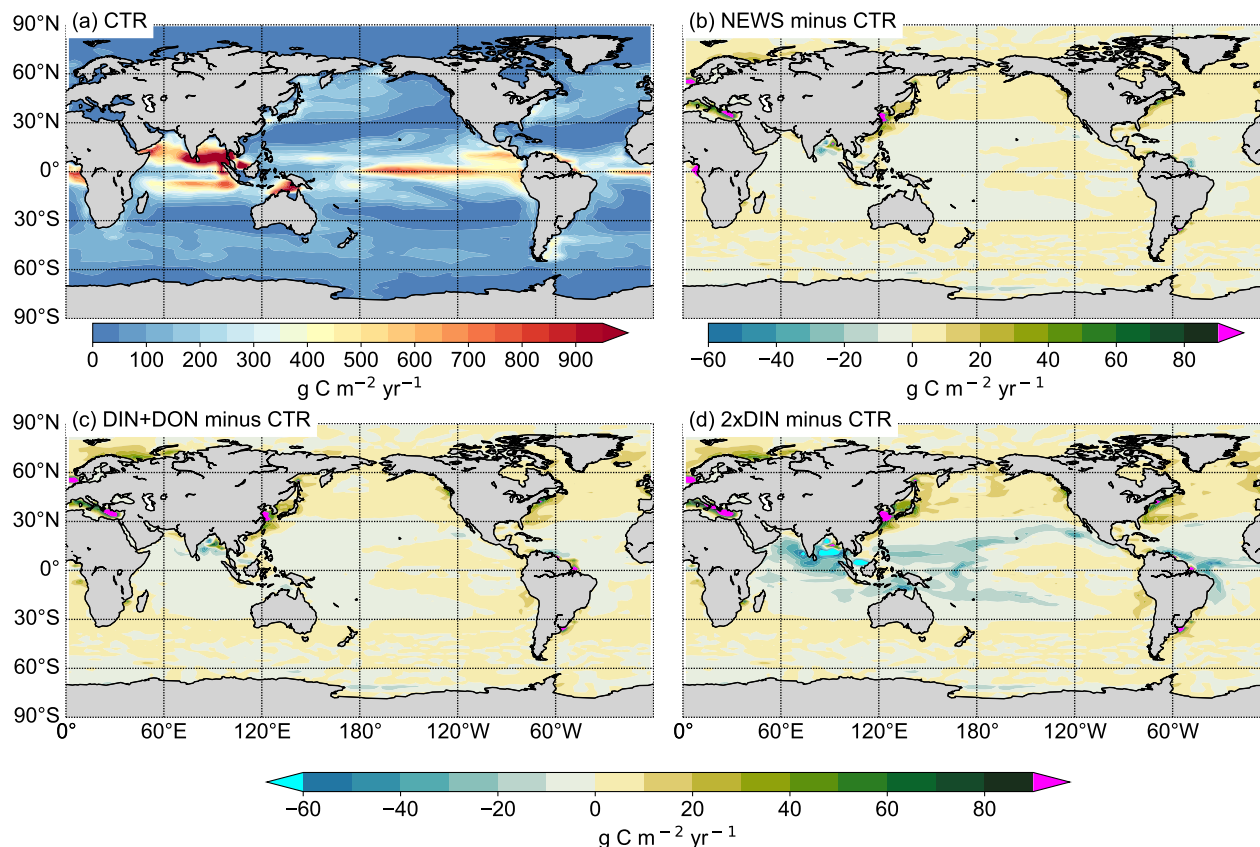 (a) CTR
(b) NEWS minus CTR
90°N
60°N
30°N
0°
30°S
60°S
90°S
0 100 200 300 400 500 600 700 800 900
g C m⁻² yr⁻¹
−60 −40 −20 0 20 40 60 80
g C m⁻² yr⁻¹
(c) DIN+DON minus CTR
(d) 2xDIN minus CTR
90°N
60°N
30°N
0°
30°S
60°S
90°S
0° 60°E 120°E 180° 120°W 60°W
0° 60°E 120°E 180° 120°W 60°W
−60 −40 −20 0 20 40 60 80
g C m⁻² yr⁻¹